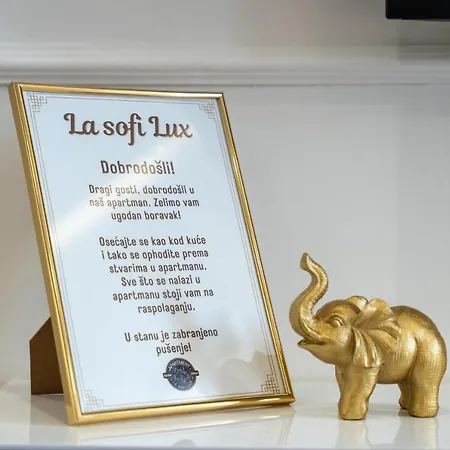 La sofi Lux
Dobrodošli!
Dragi gosti, dobrodošli u
naš apartman. Zelimo vam
ugodan boravak!
Osećajte se kao kod kuće
i tako se ophodite prema
stvarima u apartmanu.
Sve što se nalazi u
apartmanu stoji vam na
raspolaganju.
U stanu je zabranjeno
pušenje!